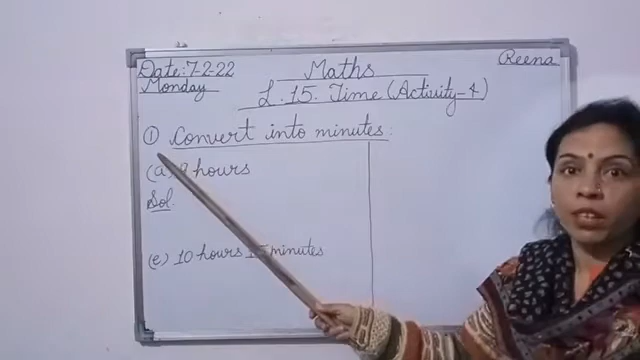 Date:7-2-22 Maths Reena
Monday
L.15. Time (Activity-4)
① Convert into minutes:
(a) hours
Sol.
(e) 10 hours 15 minutes